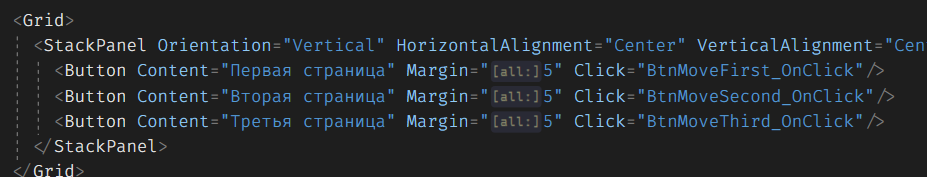 <Grid>
<StackPanel Orientation="Vertical" HorizontalAlignment="Center" VerticalAlignment="Cen
<Button Content="Первая страница" Margin="[all:]5" Click="BtnMoveFirst_OnClick"/>
<Button Content="Вторая страница" Margin="[all:]5" Click="BtnMoveSecond_OnClick"/>
<Button Content="Третья страница" Margin="[all:]5" Click="BtnMoveThird_OnClick"/>
</StackPanel>
</Grid>